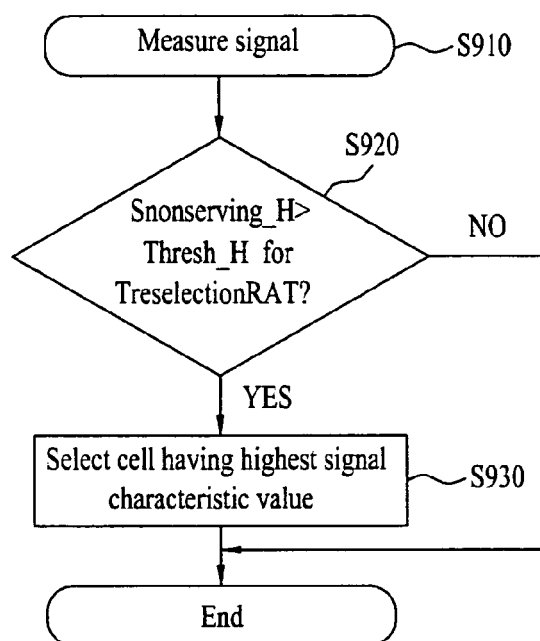 Measure signal
S910
S920
Snonserving_H>
Thresh_H for
TreselectionRAT?
NO
YES
Select cell having highest signal
characteristic value
S930
End